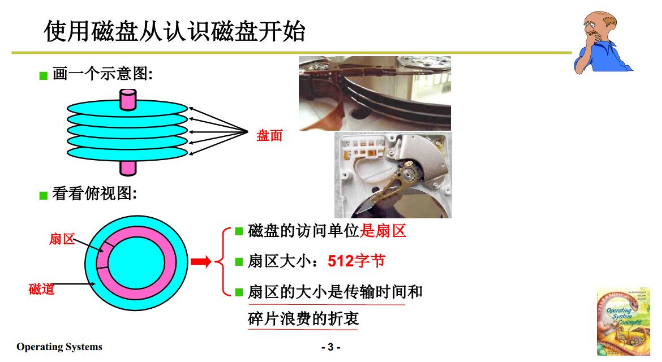 使用磁盘从认识磁盘开始
画一个示意图:
盘面
看看俯视图:
扇区
磁道
磁盘的访问单位是扇区
扇区大小：512字节
扇区的大小是传输时间和
碎片浪费的折衷
Operating System
Concepts
Operating Systems
- 3 -